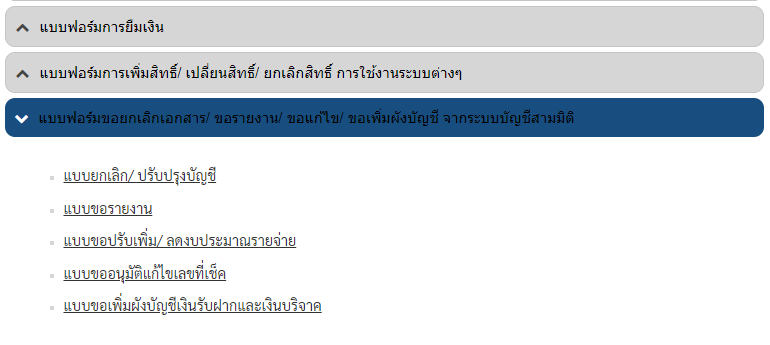 แบบฟอร์มการยืมเงิน
แบบฟอร์มการเพิ่มสิทธิ์/ เปลี่ยนสิทธิ์/ ยกเลิกสิทธิ์ การใช้งานระบบต่างๆ
แบบฟอร์มขอยกเลิกเอกสาร/ ขอรายงาน/ ขอแก้ไข/ ขอเพิ่มผังบัญชี จากระบบบัญชีสามมิติ
แบบยกเลิก/ ปรับปรุงบัญชี
แบบขอรายงาน
แบบขอปรับเพิ่ม/ ลดงบประมาณรายจ่าย
แบบขออนุมัติแก้ไขเลขที่เช็ค
แบบขอเพิ่มผังบัญชีเงินรับฝากและเงินบริจาค